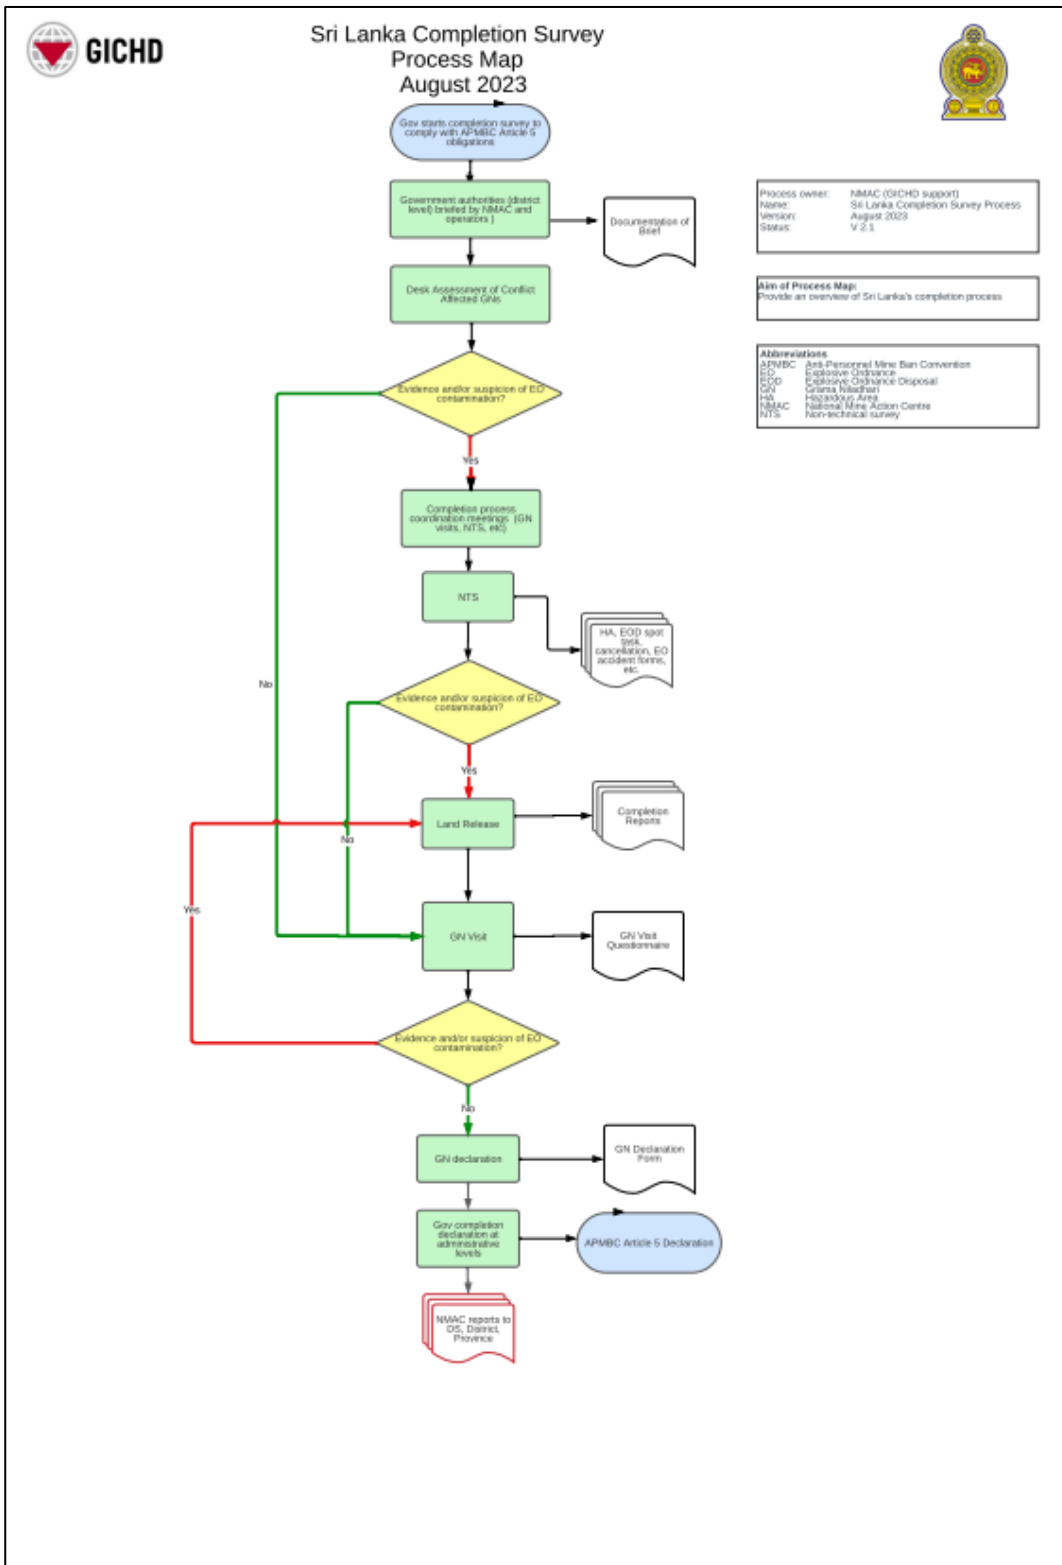 GICHD
Sri Lanka Completion Survey
Process Map
August 2023
Gov starts completion survey to
comply with APMBC Article 5
obligations
Government authorities (district
level) briefed by NMAC and
operators )
Documentation of
Brief
Process owner: NMAC (GICHD support)
Name: Sri Lanka Completion Survey Process
Version: August 2023
Status: V 2.1
Desk Assessment of Conflict
Affected GNs
Aim of Process Map:
Provide an overview of Sri Lanka's completion process
Abbreviations
APMBC Anti-Personnel Mine Ban Convention
EO Explosive Ordnance
EOD Explosive Ordnance Disposal
GN Grama Niladhari
HA Hazardous Area
NMAC National Mine Action Centre
NTS Non-technical survey
Evidence and/or suspicion of EO
contamination?
Yes
Completion process
coordination meetings (GN
visits, NTS, etc)
NTS
HA, EOD spot
task,
cancellation, EO
accident forms,
etc.
No
Evidence and/or suspicion of EO
contamination?
Yes
Land Release
Completion
Reports
No
Yes
GN Visit
GN Visit
Questionnaire
Evidence and/or suspicion of EO
contamination?
No
GN declaration
GN Declaration
Form
Gov completion
declaration at
administrative
levels
APMBC Article 5 Declaration
NMAC reports to
DS, District,
Province